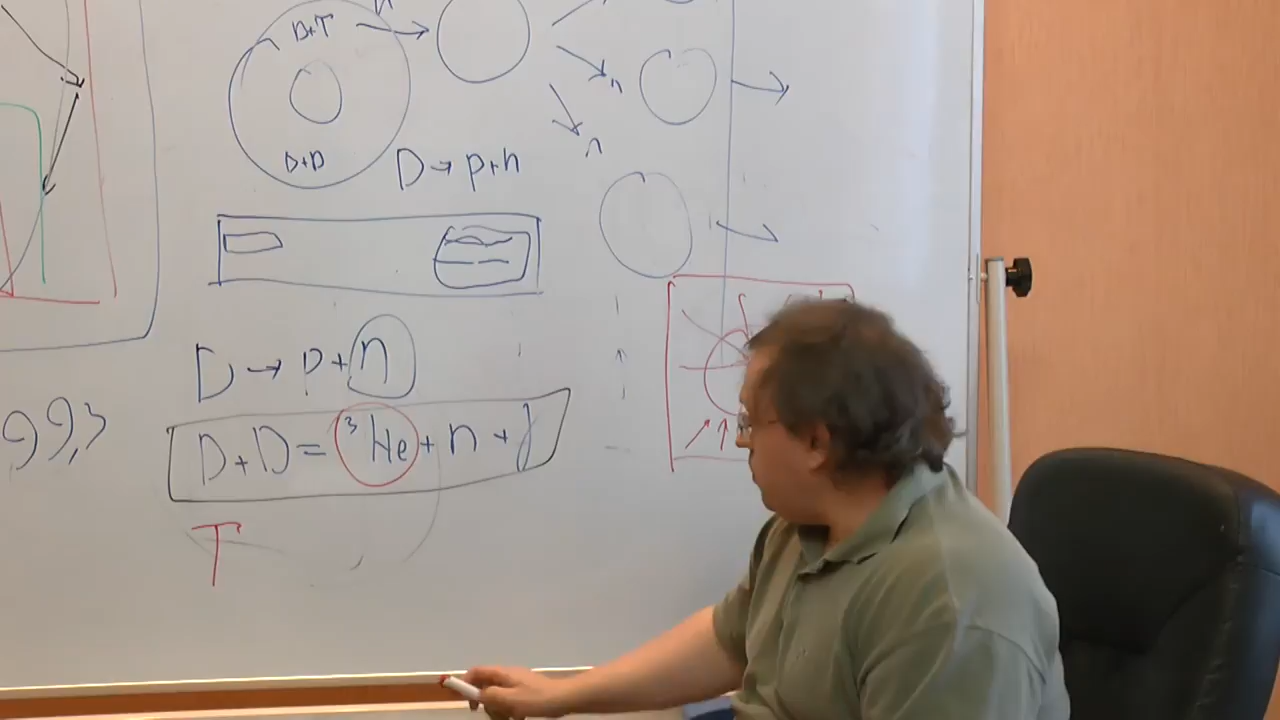 D+T n
n
n
D+D
D → p+n
D → p+n
99,3
D+D = ³He + n + γ
T